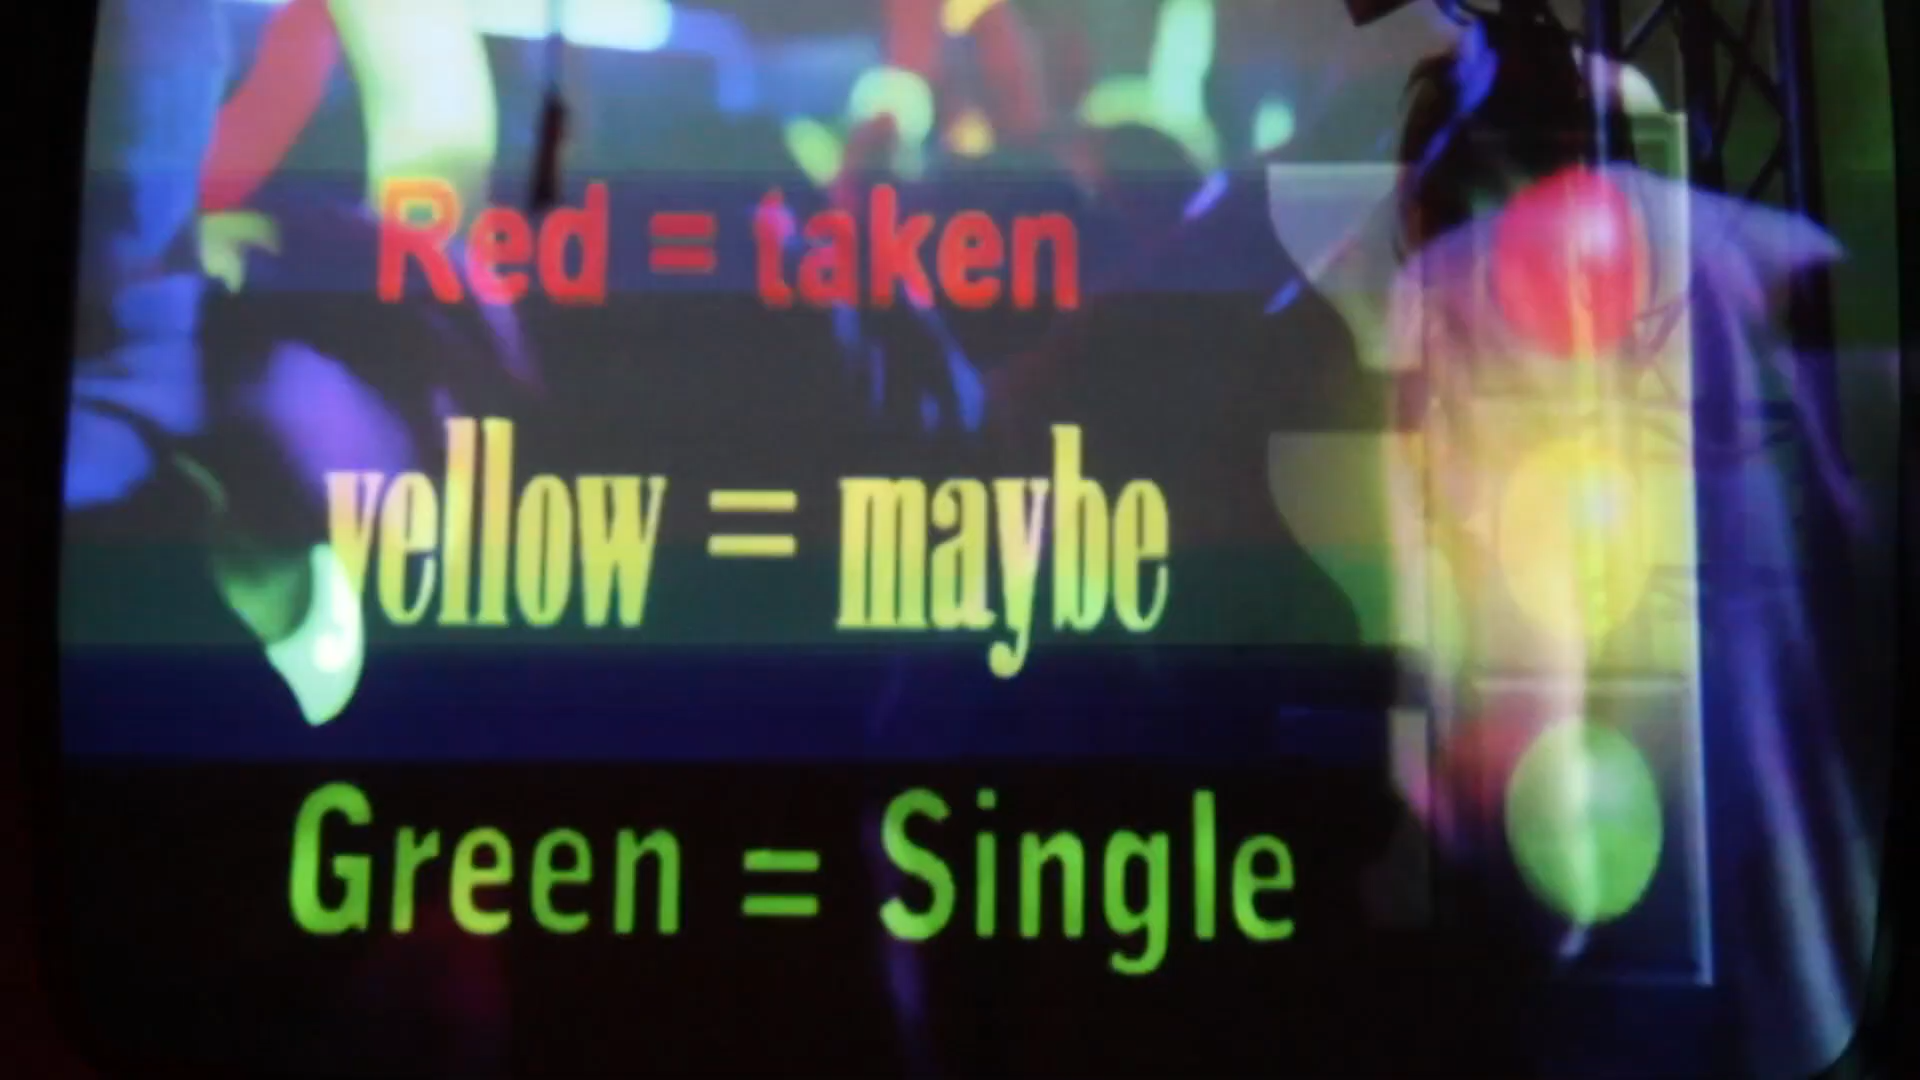 Red = taken
yellow = maybe
Green = Single